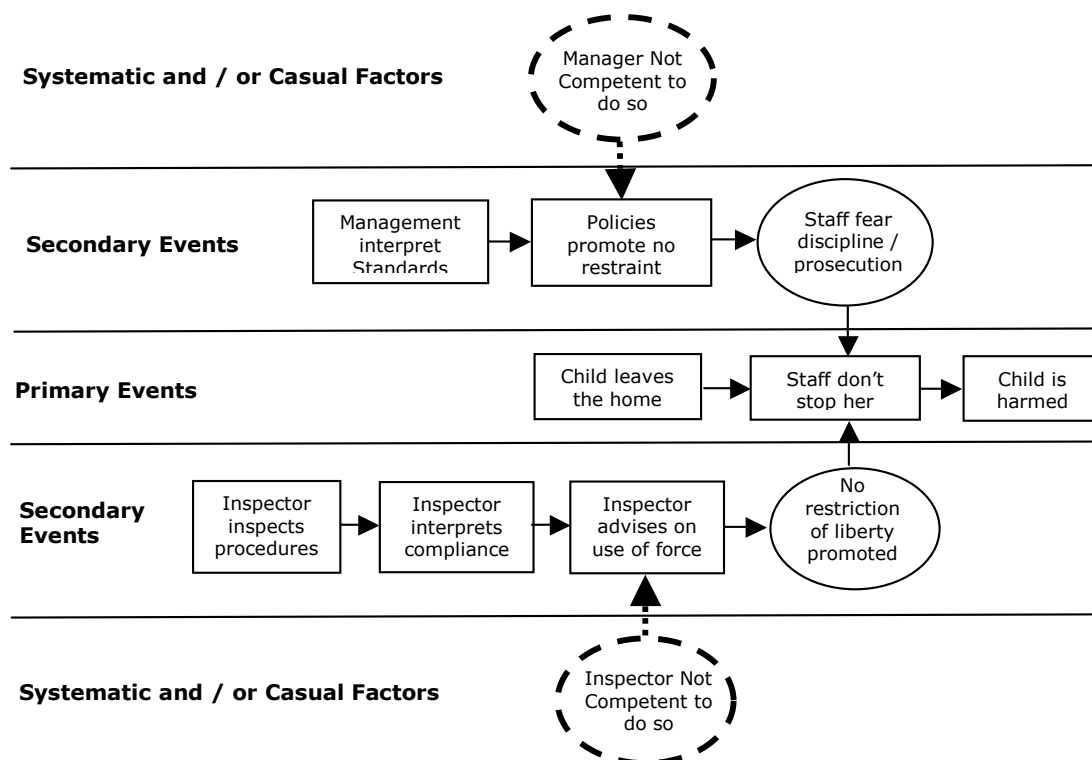 Systematic and / or Casual Factors
Manager Not
Competent to
do so
Secondary Events
Management
interpret
Standards
Policies
promote no
restraint
Staff fear
discipline /
prosecution
Primary Events
Child leaves
the home
Staff don't
stop her
Child is
harmed
Secondary
Events
Inspector
inspects
procedures
Inspector
interprets
compliance
Inspector
advises on
use of force
No
restriction
of liberty
promoted
Systematic and / or Casual Factors
Inspector Not
Competent to
do so